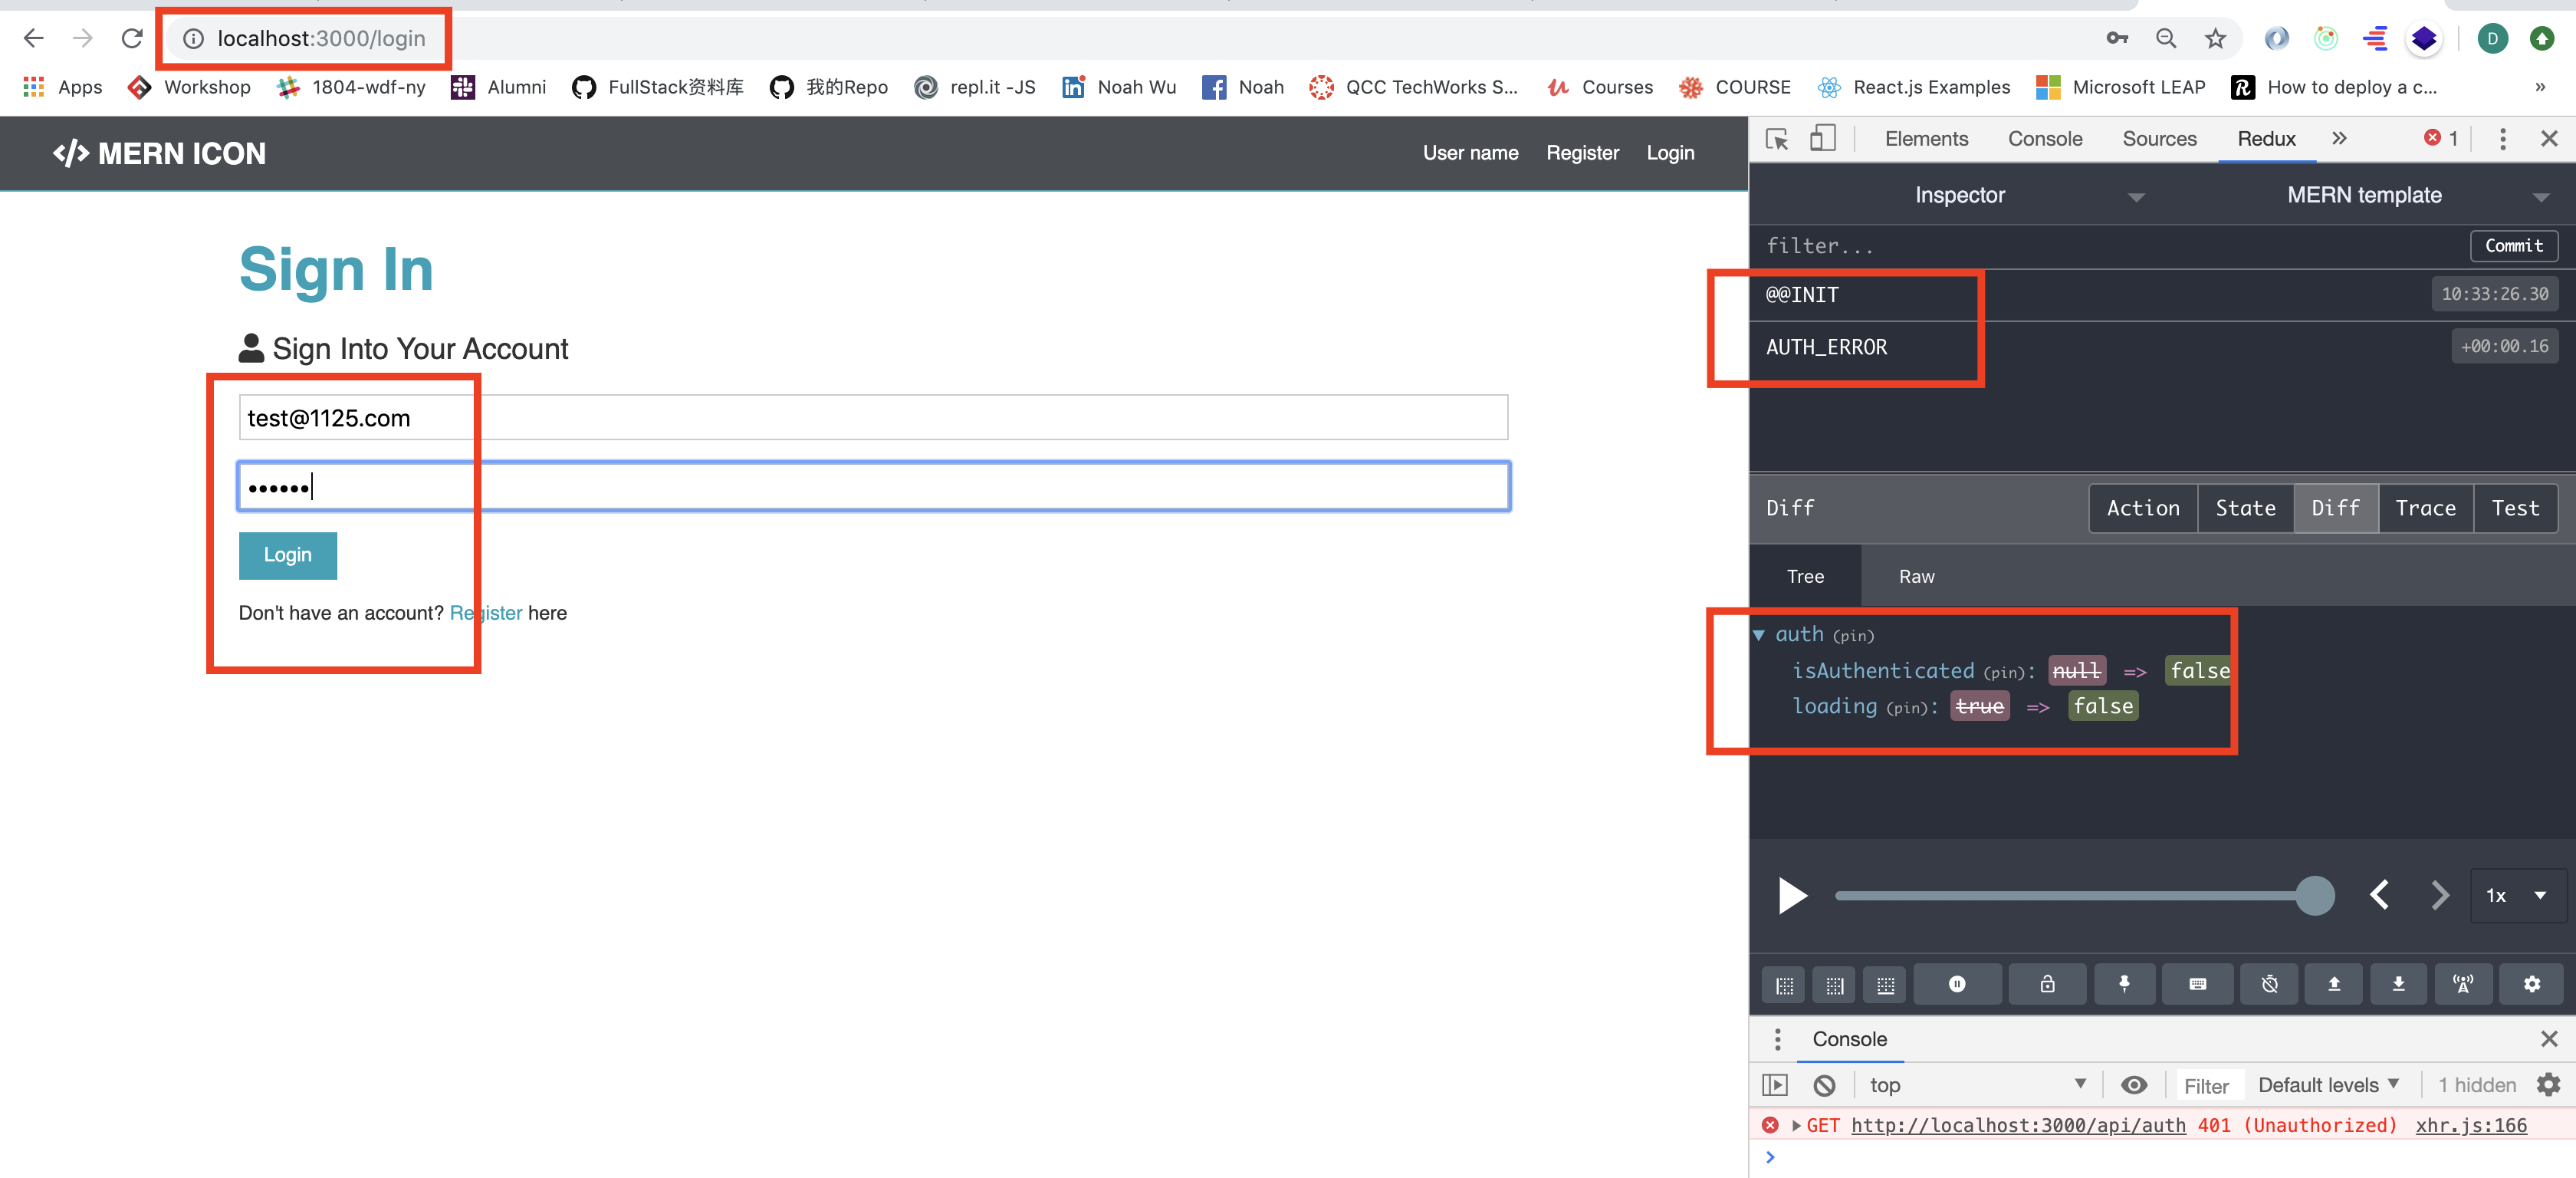 localhost:3000/login
D
Apps Workshop 1804-wdf-ny Alumni FullStack资料库 我的Repo repl.it -JS Noah Wu Noah QCC TechWorks S... Courses COURSE React.js Examples Microsoft LEAP How to deploy a c... »
</> MERN ICON
User name Register Login
Sign In
Sign Into Your Account
test@1125.com
••••••
Login
Don't have an account? Register here
Elements Console Sources Redux » 1
Inspector MERN template
filter... Commit
@@INIT 10:33:26.30
AUTH_ERROR +00:00.16
Diff Action State Diff Trace Test
Tree Raw
auth (pin)
isAuthenticated (pin): null => false
loading (pin): true => false
1x
Console
top Filter Default levels 1 hidden
GET http://localhost:3000/api/auth 401 (Unauthorized) xhr.js:166